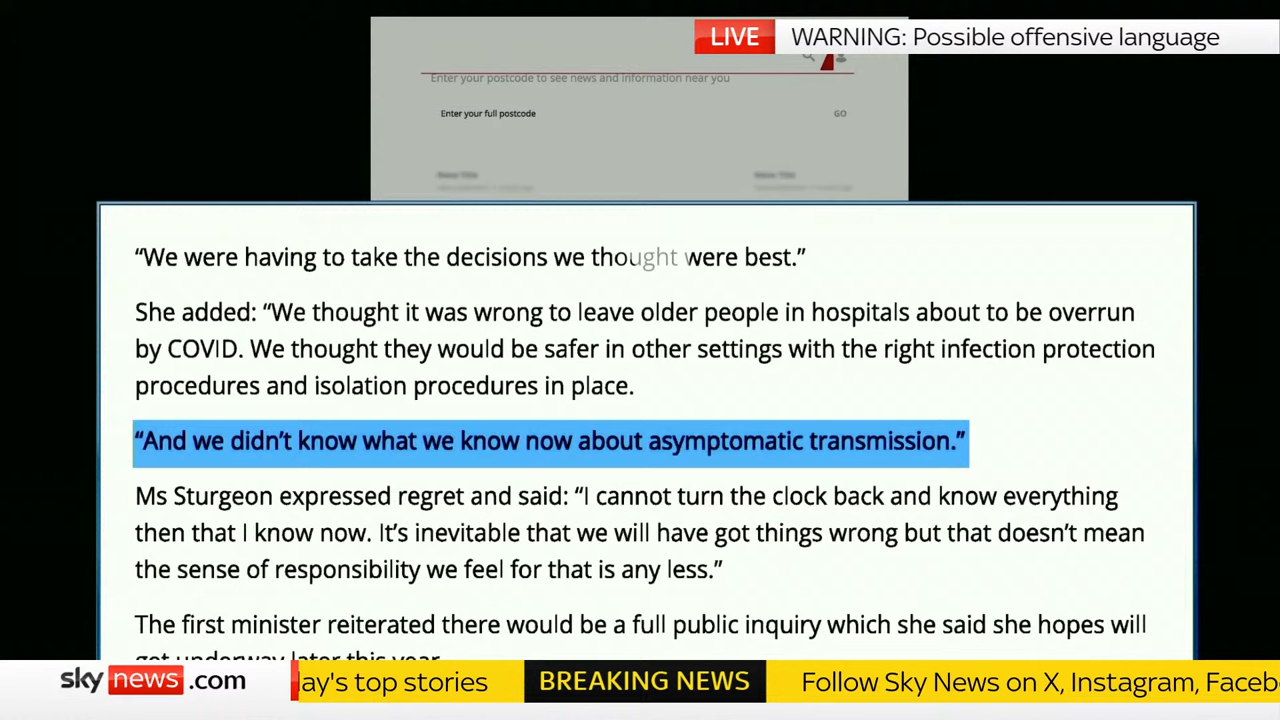 LIVE WARNING: Possible offensive language
Enter your postcode to see news and information near you
Enter your full postcode GO
“We were having to take the decisions we thought were best.”
She added: “We thought it was wrong to leave older people in hospitals about to be overrun
by COVID. We thought they would be safer in other settings with the right infection protection
procedures and isolation procedures in place.
“And we didn’t know what we know now about asymptomatic transmission.”
Ms Sturgeon expressed regret and said: “I cannot turn the clock back and know everything
then that I know now. It’s inevitable that we will have got things wrong but that doesn’t mean
the sense of responsibility we feel for that is any less.”
The first minister reiterated there would be a full public inquiry which she said she hopes will
get underway later this year.
sky news .com ay's top stories BREAKING NEWS Follow Sky News on X, Instagram, Faceb